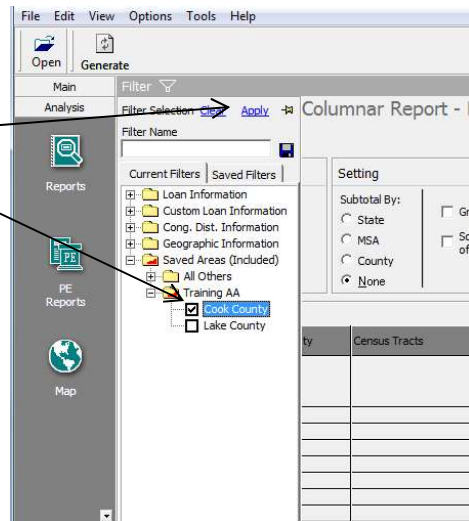 File Edit View Options Tools Help
Open Generate
Main
Analysis
Reports
PE
PE
Reports
Map
Filter
Filter Selection Clear Apply
Filter Name
Current Filters Saved Filters
Loan Information
Custom Loan Information
Cong. Dist. Information
Geographic Information
Saved Areas (Included)
All Others
Training AA
Cook County
Lake County
Columnar Report -
Setting
Subtotal By:
State
MSA
County
None
Census Tracts